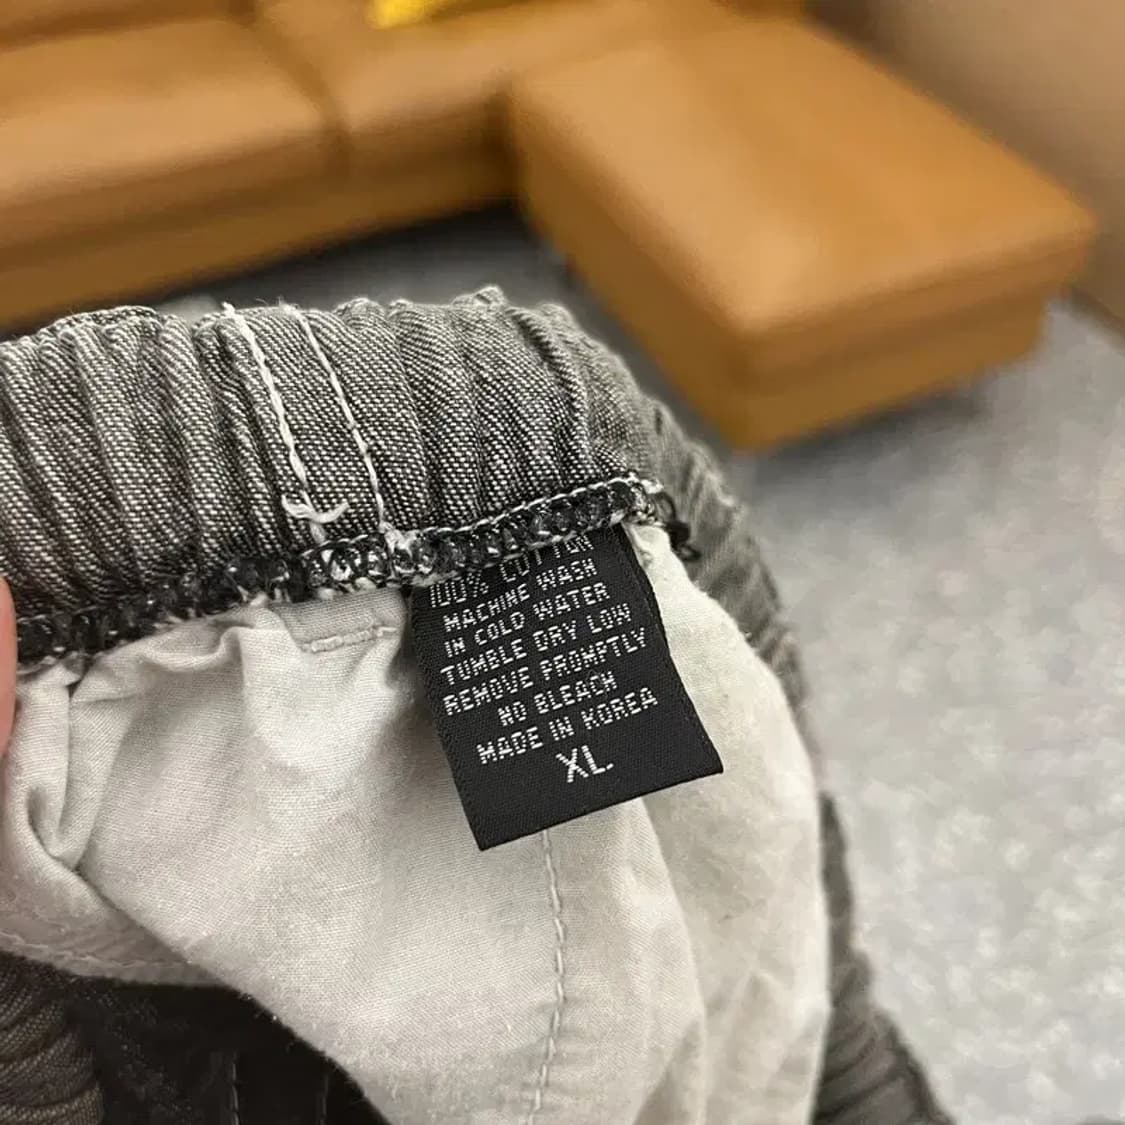 100% COTTON
MACHINE WASH
IN COLD WATER
TUMBLE DRY LOW
REMOVE PROMPTLY
NO BLEACH
MADE IN KOREA
XL.